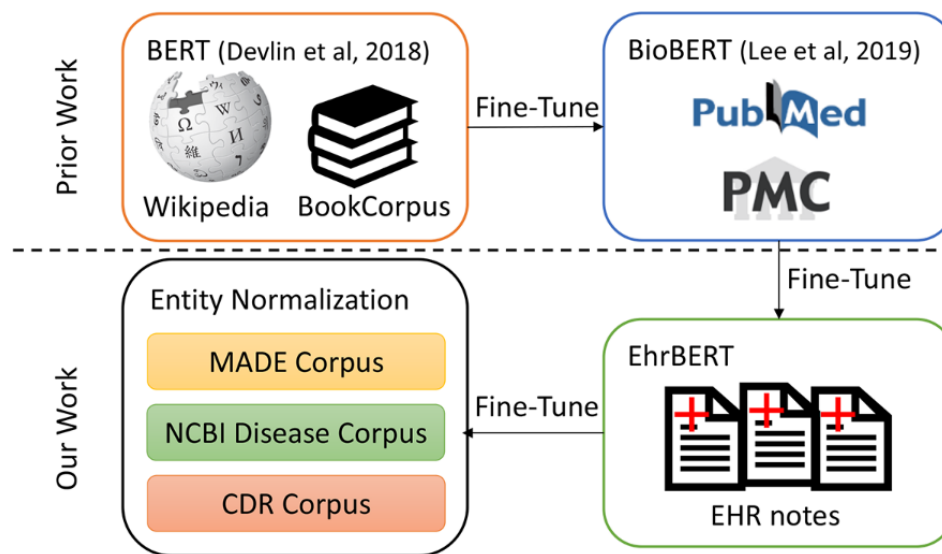 Prior Work
BERT (Devlin et al, 2018)
Wikipedia
BookCorpus
Fine-Tune
BioBERT (Lee et al, 2019)
PubMed
PMC
Fine-Tune
Our Work
Entity Normalization
MADE Corpus
NCBI Disease Corpus
CDR Corpus
Fine-Tune
EhrBERT
EHR notes